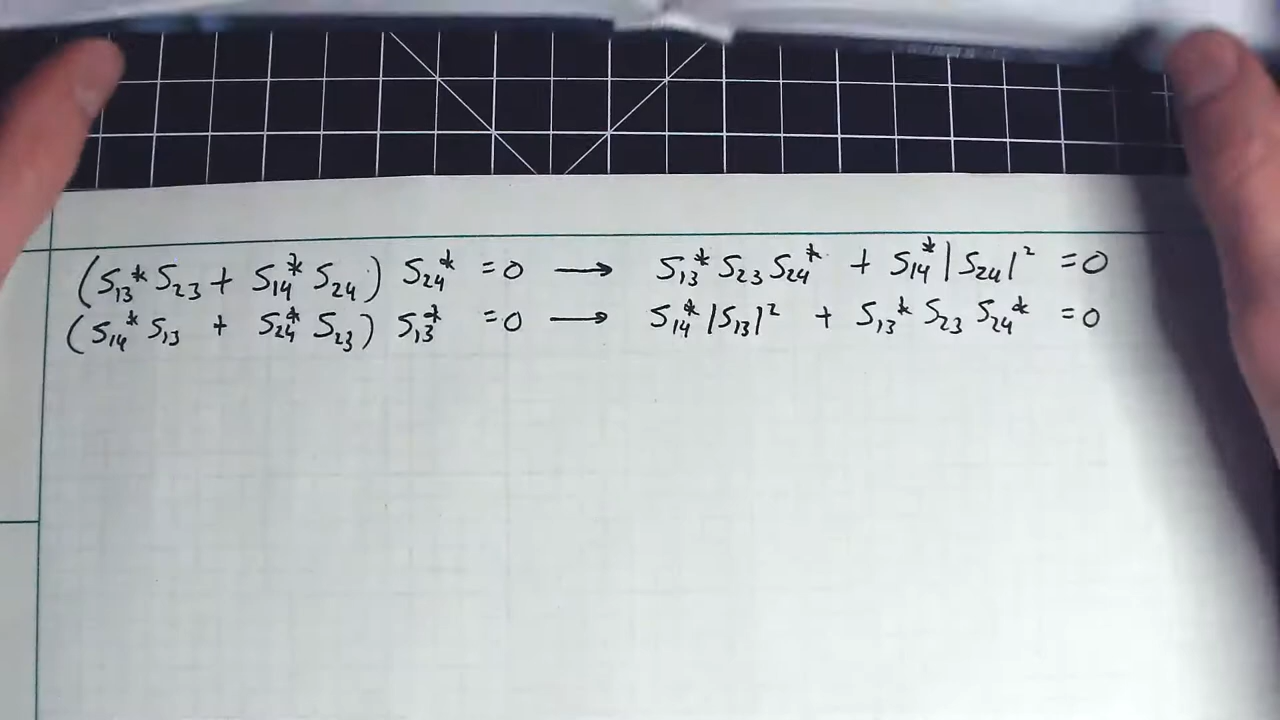 (S₁₃* S₂₃ + S₁₄* S₂₄) S₂₄* = 0 → S₁₃* S₂₃ S₂₄* + S₁₄* |S₂₄|² = 0
(S₁₄* S₁₃ + S₂₄* S₂₃) S₁₃* = 0 → S₁₄* |S₁₃|² + S₁₃* S₂₃ S₂₄* = 0